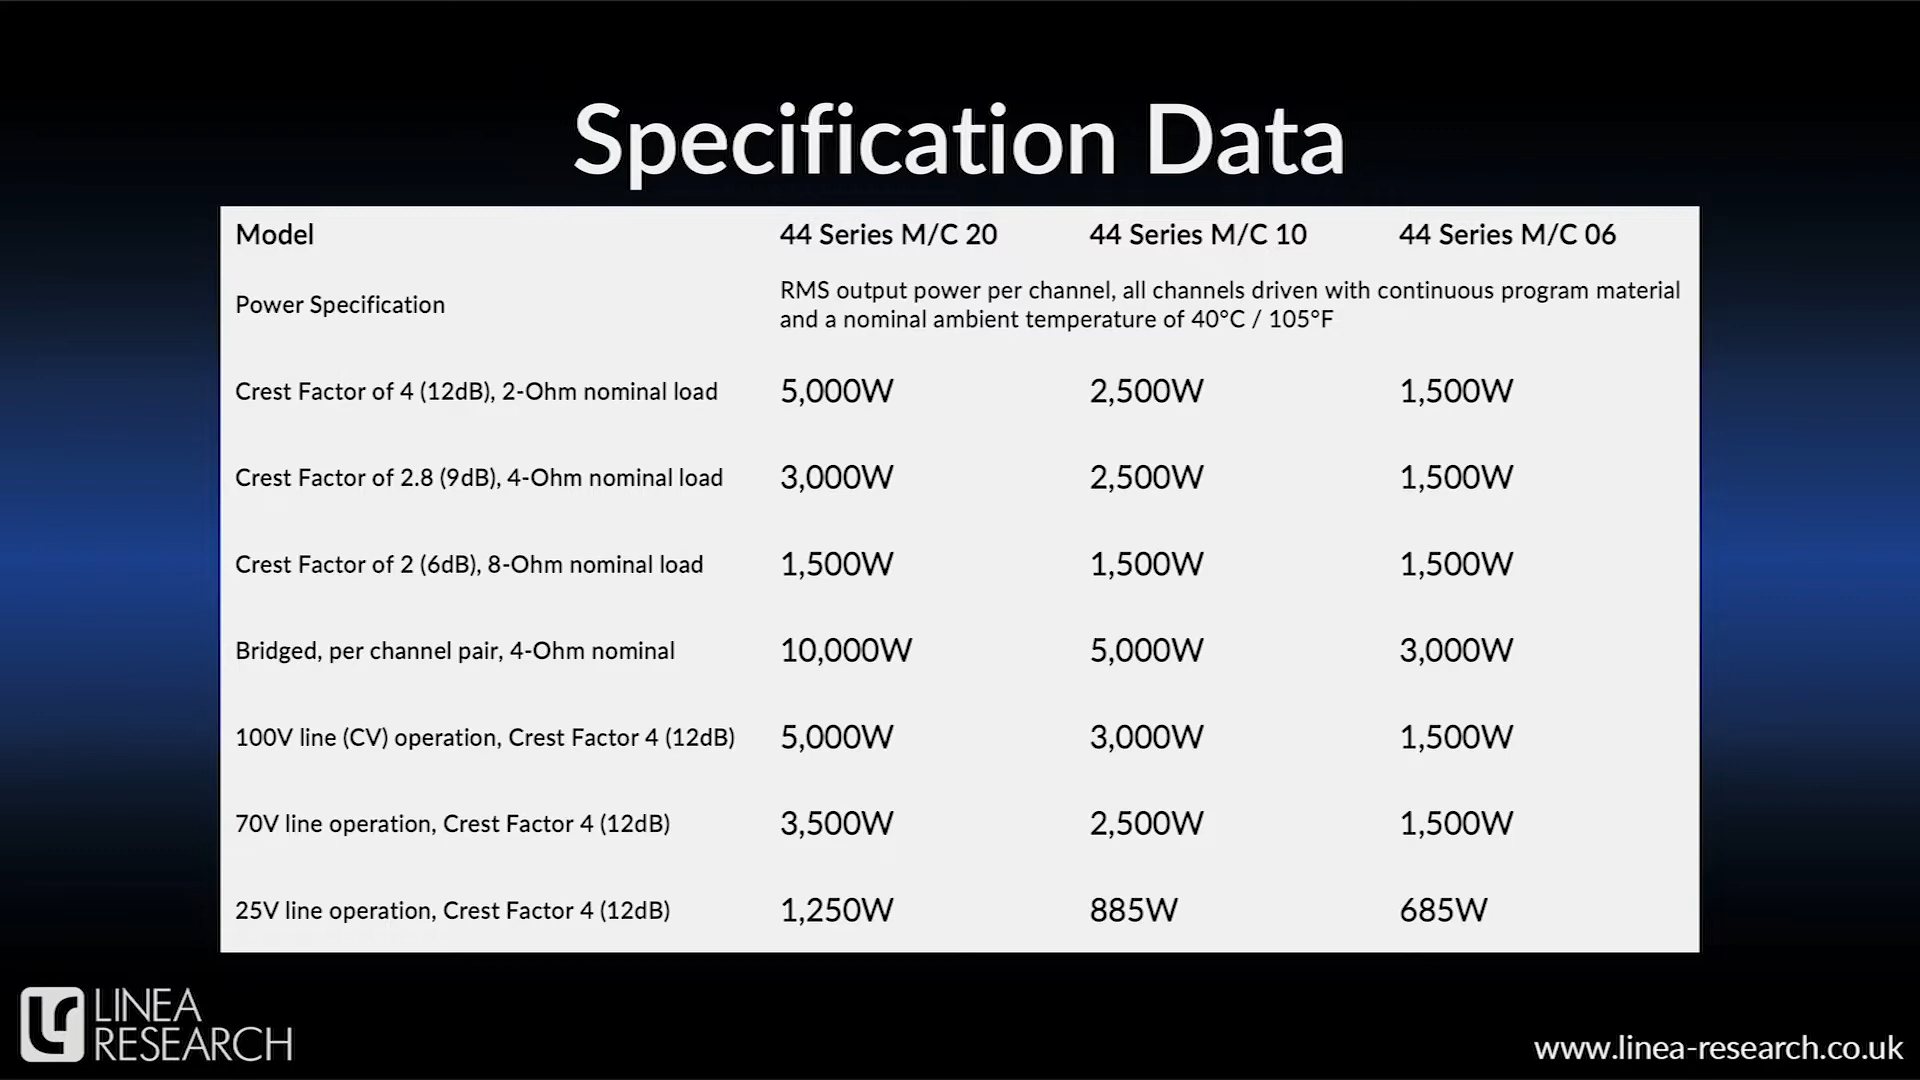 Specification Data
Model 44 Series M/C 20 44 Series M/C 10 44 Series M/C 06
Power Specification RMS output power per channel, all channels driven with continuous program material
and a nominal ambient temperature of 40°C / 105°F
Crest Factor of 4 (12dB), 2-Ohm nominal load 5,000W 2,500W 1,500W
Crest Factor of 2.8 (9dB), 4-Ohm nominal load 3,000W 2,500W 1,500W
Crest Factor of 2 (6dB), 8-Ohm nominal load 1,500W 1,500W 1,500W
Bridged, per channel pair, 4-Ohm nominal 10,000W 5,000W 3,000W
100V line (CV) operation, Crest Factor 4 (12dB) 5,000W 3,000W 1,500W
70V line operation, Crest Factor 4 (12dB) 3,500W 2,500W 1,500W
25V line operation, Crest Factor 4 (12dB) 1,250W 885W 685W
LINEA
RESEARCH
www.linea-research.co.uk